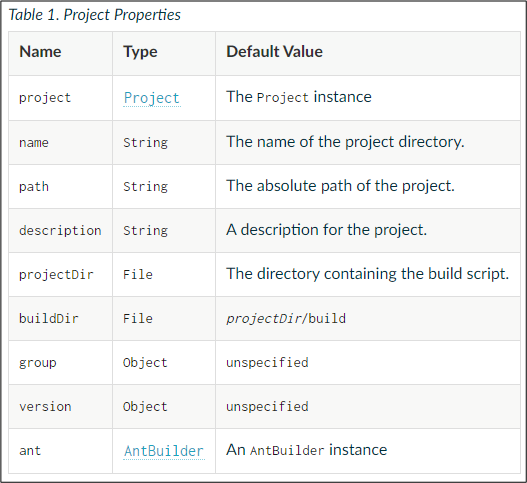 Table 1. Project Properties
Name Type Default Value
project Project The Project instance
name String The name of the project directory.
path String The absolute path of the project.
description String A description for the project.
projectDir File The directory containing the build script.
buildDir File projectDir/build
group Object unspecified
version Object unspecified
ant AntBuilder An AntBuilder instance